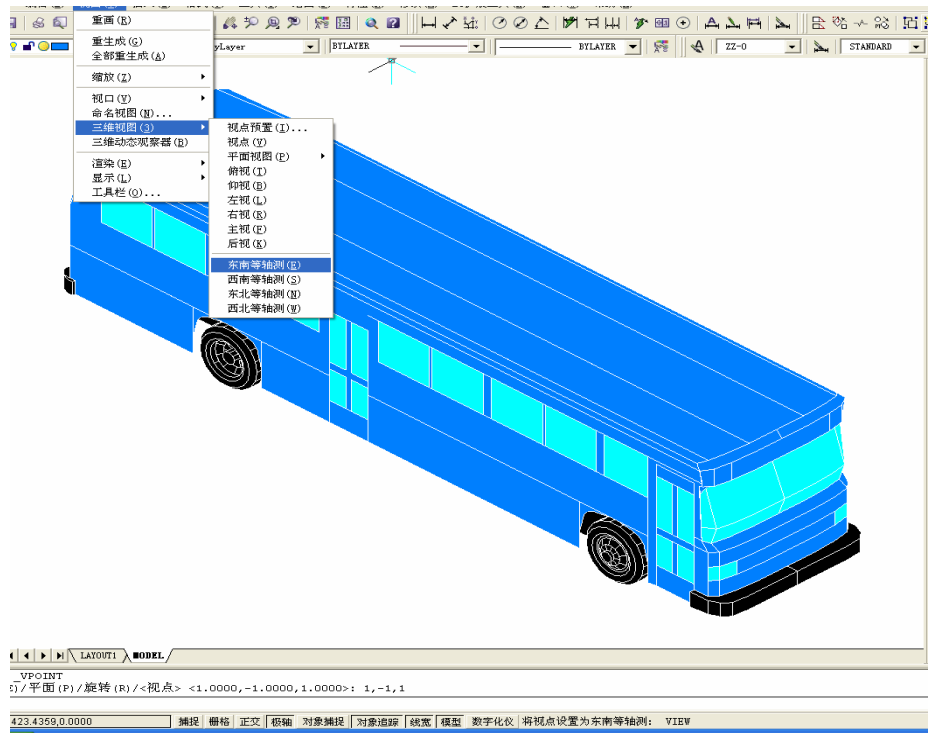 重画(R)
重生成(G)
全部重生成(A)
缩放(Z)
视口(V)
命名视图(N)...
三维视图(3)
三维动态观察器(B)
渲染(E)
显示(L)
工具栏(O)...
yLayer
BYLAYER
BYLAYER
ZZ-0
STANDARD
视点预置(I)...
视点(V)
平面视图(P)
俯视(T)
仰视(B)
左视(L)
右视(R)
主视(F)
后视(K)
东南等轴测(E)
西南等轴测(S)
东北等轴测(N)
西北等轴测(W)
LAYOUT1 MODEL
_VPOINT
)/平面(P)/旋转(R)/<视点> <1.0000,-1.0000,1.0000>: 1,-1,1
423.4359,0.0000 捕捉 栅格 正交 极轴 对象捕捉 对象追踪 线宽 模型 数字化仪 将视点设置为东南等轴测: VIEW